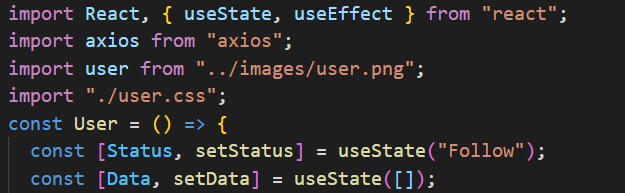 import React, { useState, useEffect } from "react";
import axios from "axios";
import user from "../images/user.png";
import "./user.css";
const User = () => {
const [Status, setStatus] = useState("Follow");
const [Data, setData] = useState([]);